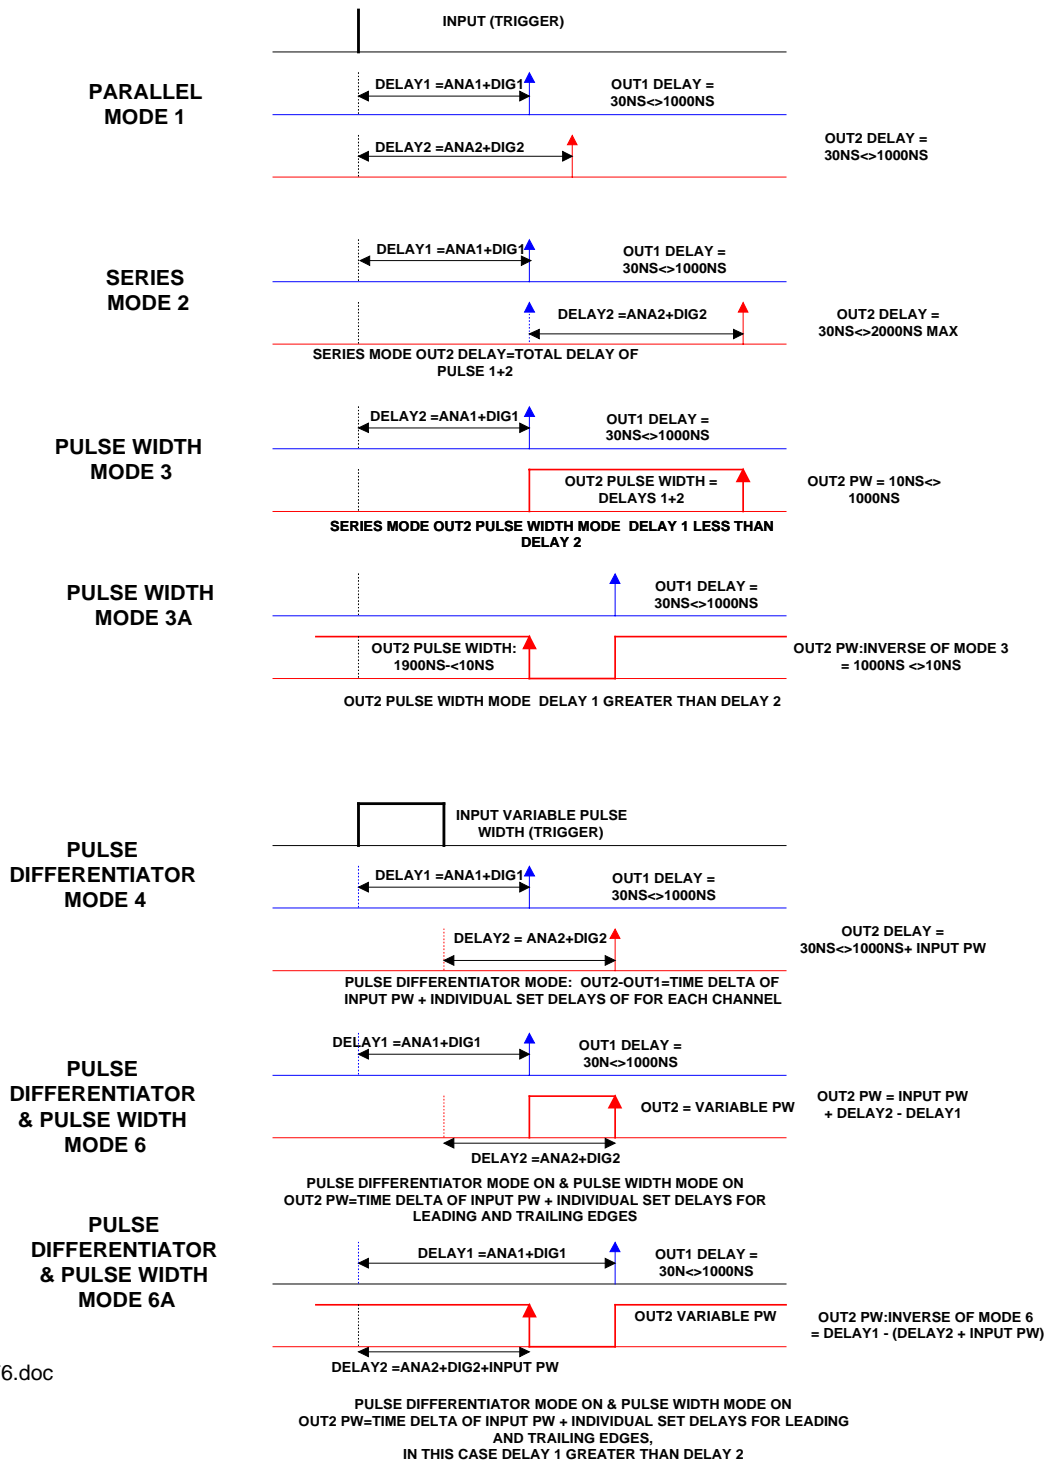 INPUT (TRIGGER)
PARALLEL
MODE 1
DELAY1 =ANA1+DIG1
OUT1 DELAY =
30NS<>1000NS
DELAY2 =ANA2+DIG2
OUT2 DELAY =
30NS<>1000NS
SERIES
MODE 2
DELAY1 =ANA1+DIG1
OUT1 DELAY =
30NS<>1000NS
DELAY2 =ANA2+DIG2
OUT2 DELAY =
30NS<>2000NS MAX
SERIES MODE OUT2 DELAY=TOTAL DELAY OF
PULSE 1+2
PULSE WIDTH
MODE 3
DELAY2 =ANA1+DIG1
OUT1 DELAY =
30NS<>1000NS
OUT2 PULSE WIDTH =
DELAYS 1+2
OUT2 PW = 10NS<>
1000NS
SERIES MODE OUT2 PULSE WIDTH MODE  DELAY 1 LESS THAN
DELAY 2
PULSE WIDTH
MODE 3A
OUT1 DELAY =
30NS<>1000NS
OUT2 PULSE WIDTH:
1900NS-<10NS
OUT2 PW:INVERSE OF MODE 3
= 1000NS <>10NS
OUT2 PULSE WIDTH MODE  DELAY 1 GREATER THAN DELAY 2
INPUT VARIABLE PULSE
WIDTH (TRIGGER)
PULSE
DIFFERENTIATOR
MODE 4
DELAY1 =ANA1+DIG1
OUT1 DELAY =
30NS<>1000NS
DELAY2 = ANA2+DIG2
OUT2 DELAY =
30NS<>1000NS+ INPUT PW
PULSE DIFFERENTIATOR MODE:  OUT2-OUT1=TIME DELTA OF
INPUT PW + INDIVIDUAL SET DELAYS OF FOR EACH CHANNEL
PULSE
DIFFERENTIATOR
& PULSE WIDTH
MODE 6
DELAY1 =ANA1+DIG1
OUT1 DELAY =
30N<>1000NS
OUT2 = VARIABLE PW
OUT2 PW = INPUT PW
+ DELAY2 - DELAY1
DELAY2 =ANA2+DIG2
PULSE DIFFERENTIATOR MODE ON & PULSE WIDTH MODE ON
OUT2 PW=TIME DELTA OF INPUT PW + INDIVIDUAL SET DELAYS FOR
LEADING AND TRAILING EDGES
PULSE
DIFFERENTIATOR
& PULSE WIDTH
MODE 6A
DELAY1 =ANA1+DIG1
OUT1 DELAY =
30N<>1000NS
OUT2 VARIABLE PW
OUT2 PW:INVERSE OF MODE 6
= DELAY1 - (DELAY2 + INPUT PW)
DELAY2 =ANA2+DIG2+INPUT PW
6.doc
PULSE DIFFERENTIATOR MODE ON & PULSE WIDTH MODE ON
OUT2 PW=TIME DELTA OF INPUT PW + INDIVIDUAL SET DELAYS FOR LEADING
AND TRAILING EDGES,
IN THIS CASE DELAY 1 GREATER THAN DELAY 2